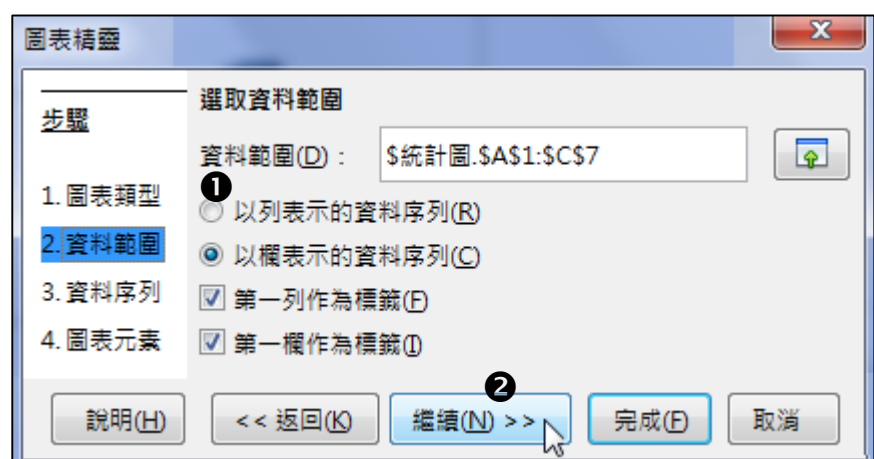 圖表精靈
X
步驟
1. 圖表類型
2. 資料範圍
3. 資料序列
4. 圖表元素
選取資料範圍
資料範圍(D)： $統計圖.$A$1:$C$7
❶
以列表示的資料序列(R)
以欄表示的資料序列(C)
第一列作為標籤(F)
第一欄作為標籤(I)
❷
說明(H) << 返回(K) 繼續(N) >> 完成(F) 取消